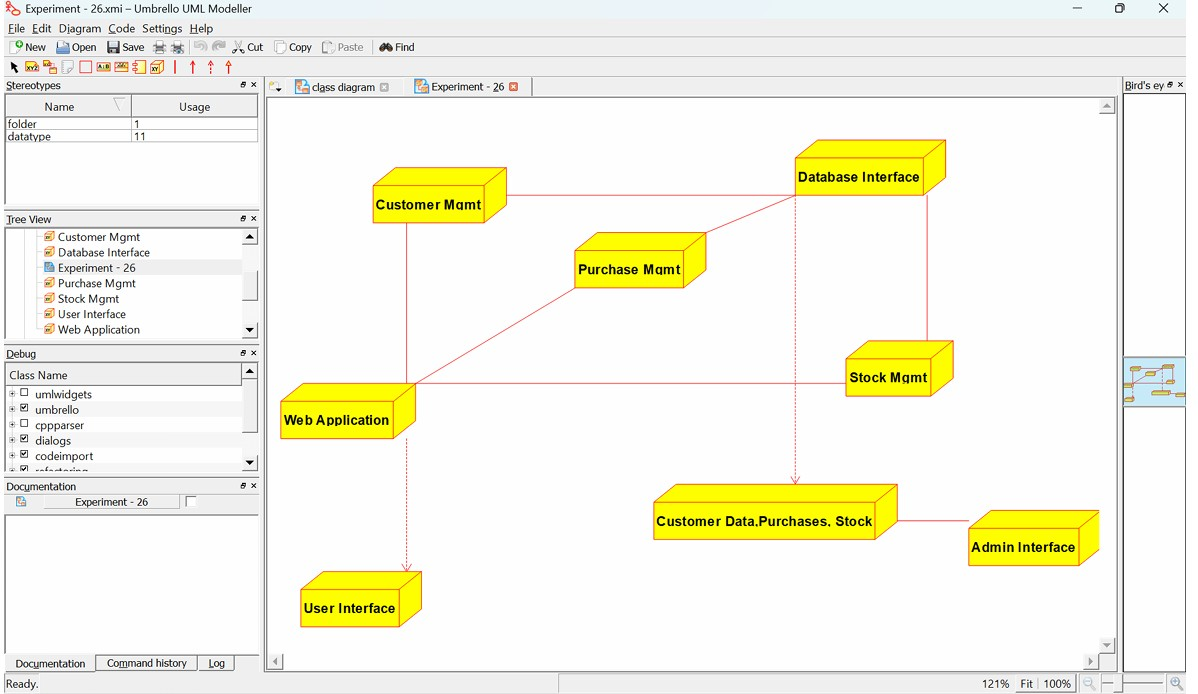 Experiment - 26.xmi – Umbrello UML Modeller
File Edit Diagram Code Settings Help
New Open Save Cut Copy Paste Find
Stereotypes
class diagram Experiment - 26
Bird's ey
Name Usage
folder 1
datatype 11
Tree View
Customer Mgmt
Database Interface
Experiment - 26
Purchase Mgmt
Stock Mgmt
User Interface
Web Application
Debug
Class Name
umlwidgets
umbrello
cppparser
dialogs
codeimport
refactoring
Documentation
Experiment - 26
Documentation Command history Log
Database Interface
Customer Mgmt
Purchase Mgmt
Stock Mgmt
Web Application
Customer Data,Purchases, Stock
Admin Interface
User Interface
Ready.
121% Fit 100%